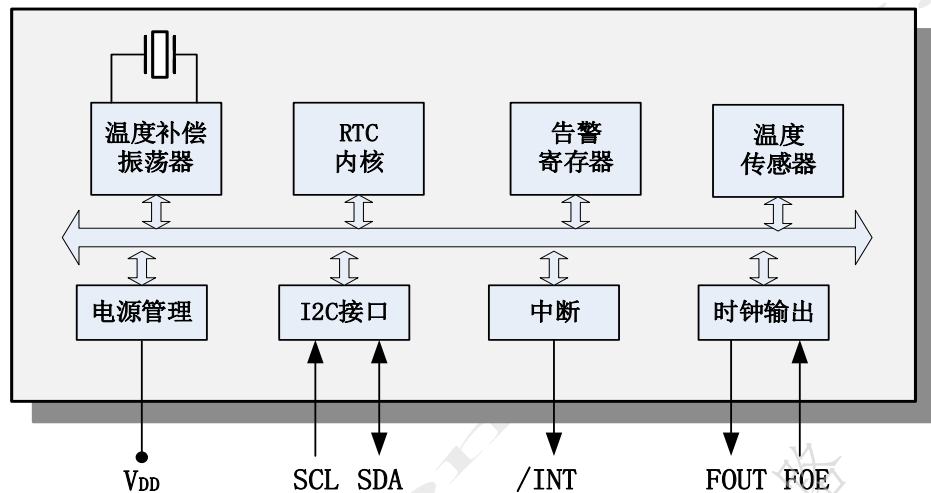 温度补偿
振荡器
RTC
内核
告警
寄存器
温度
传感器
电源管理
I2C接口
中断
时钟输出
VDD
SCL SDA
/INT
FOUT FOE